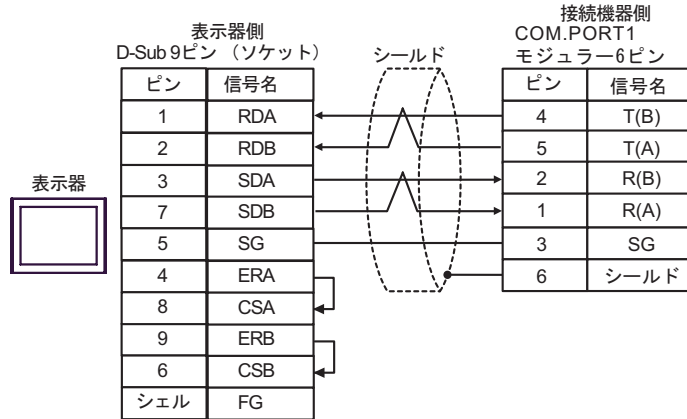 表示器側
D-Sub 9ピン （ソケット）
シールド
接続機器側
COM.PORT1
モジュラー6ピン
表示器
ピン 信号名
1 RDA
2 RDB
3 SDA
7 SDB
5 SG
4 ERA
8 CSA
9 ERB
6 CSB
シェル FG
ピン 信号名
4 T(B)
5 T(A)
2 R(B)
1 R(A)
3 SG
6 シールド